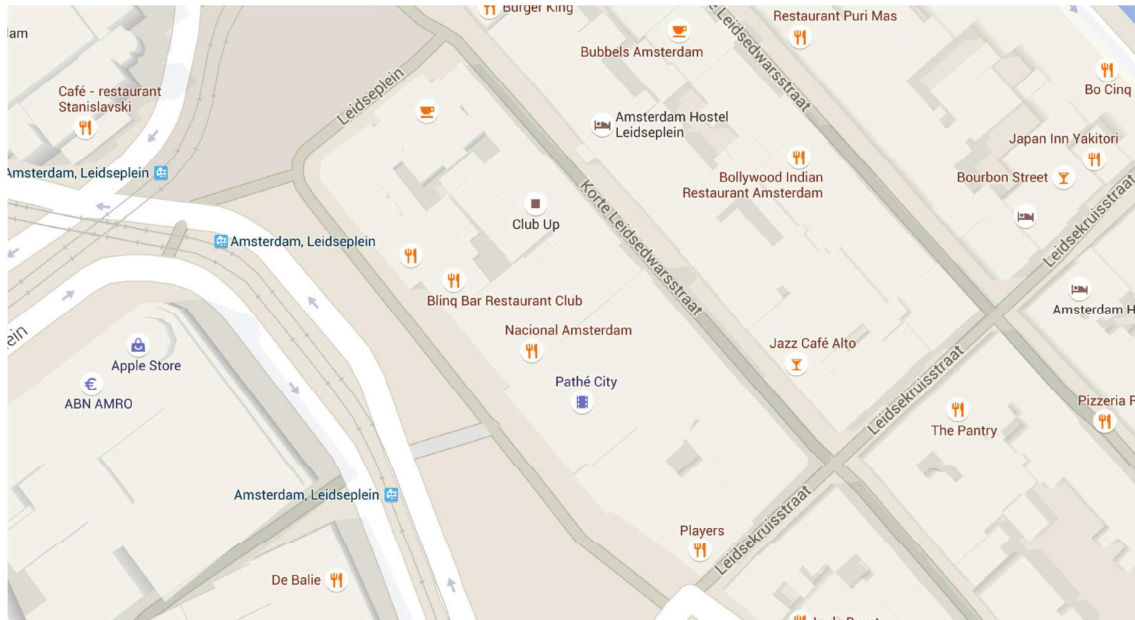 Burger King
Restaurant Puri Mas
am
Bubbels Amsterdam
Café - restaurant
Stanislavski
Leidseplein
Bo Cinq
Amsterdam Hostel
Leidseplein
Korte Leidsedwarsstraat
Japan Inn Yakitori
Amsterdam, Leidseplein
Bollywood Indian
Restaurant Amsterdam
Bourbon Street
Club Up
Amsterdam, Leidseplein
Korte Leidsedwarsstraat
Leidsekruisstraat
Blinq Bar Restaurant Club
Amsterdam H
Nacional Amsterdam
ein
Jazz Café Alto
Apple Store
Pathé City
€
ABN AMRO
Leidsekruisstraat
Pizzeria
The Pantry
Amsterdam, Leidseplein
Players
Leidsekruisstraat
De Balie